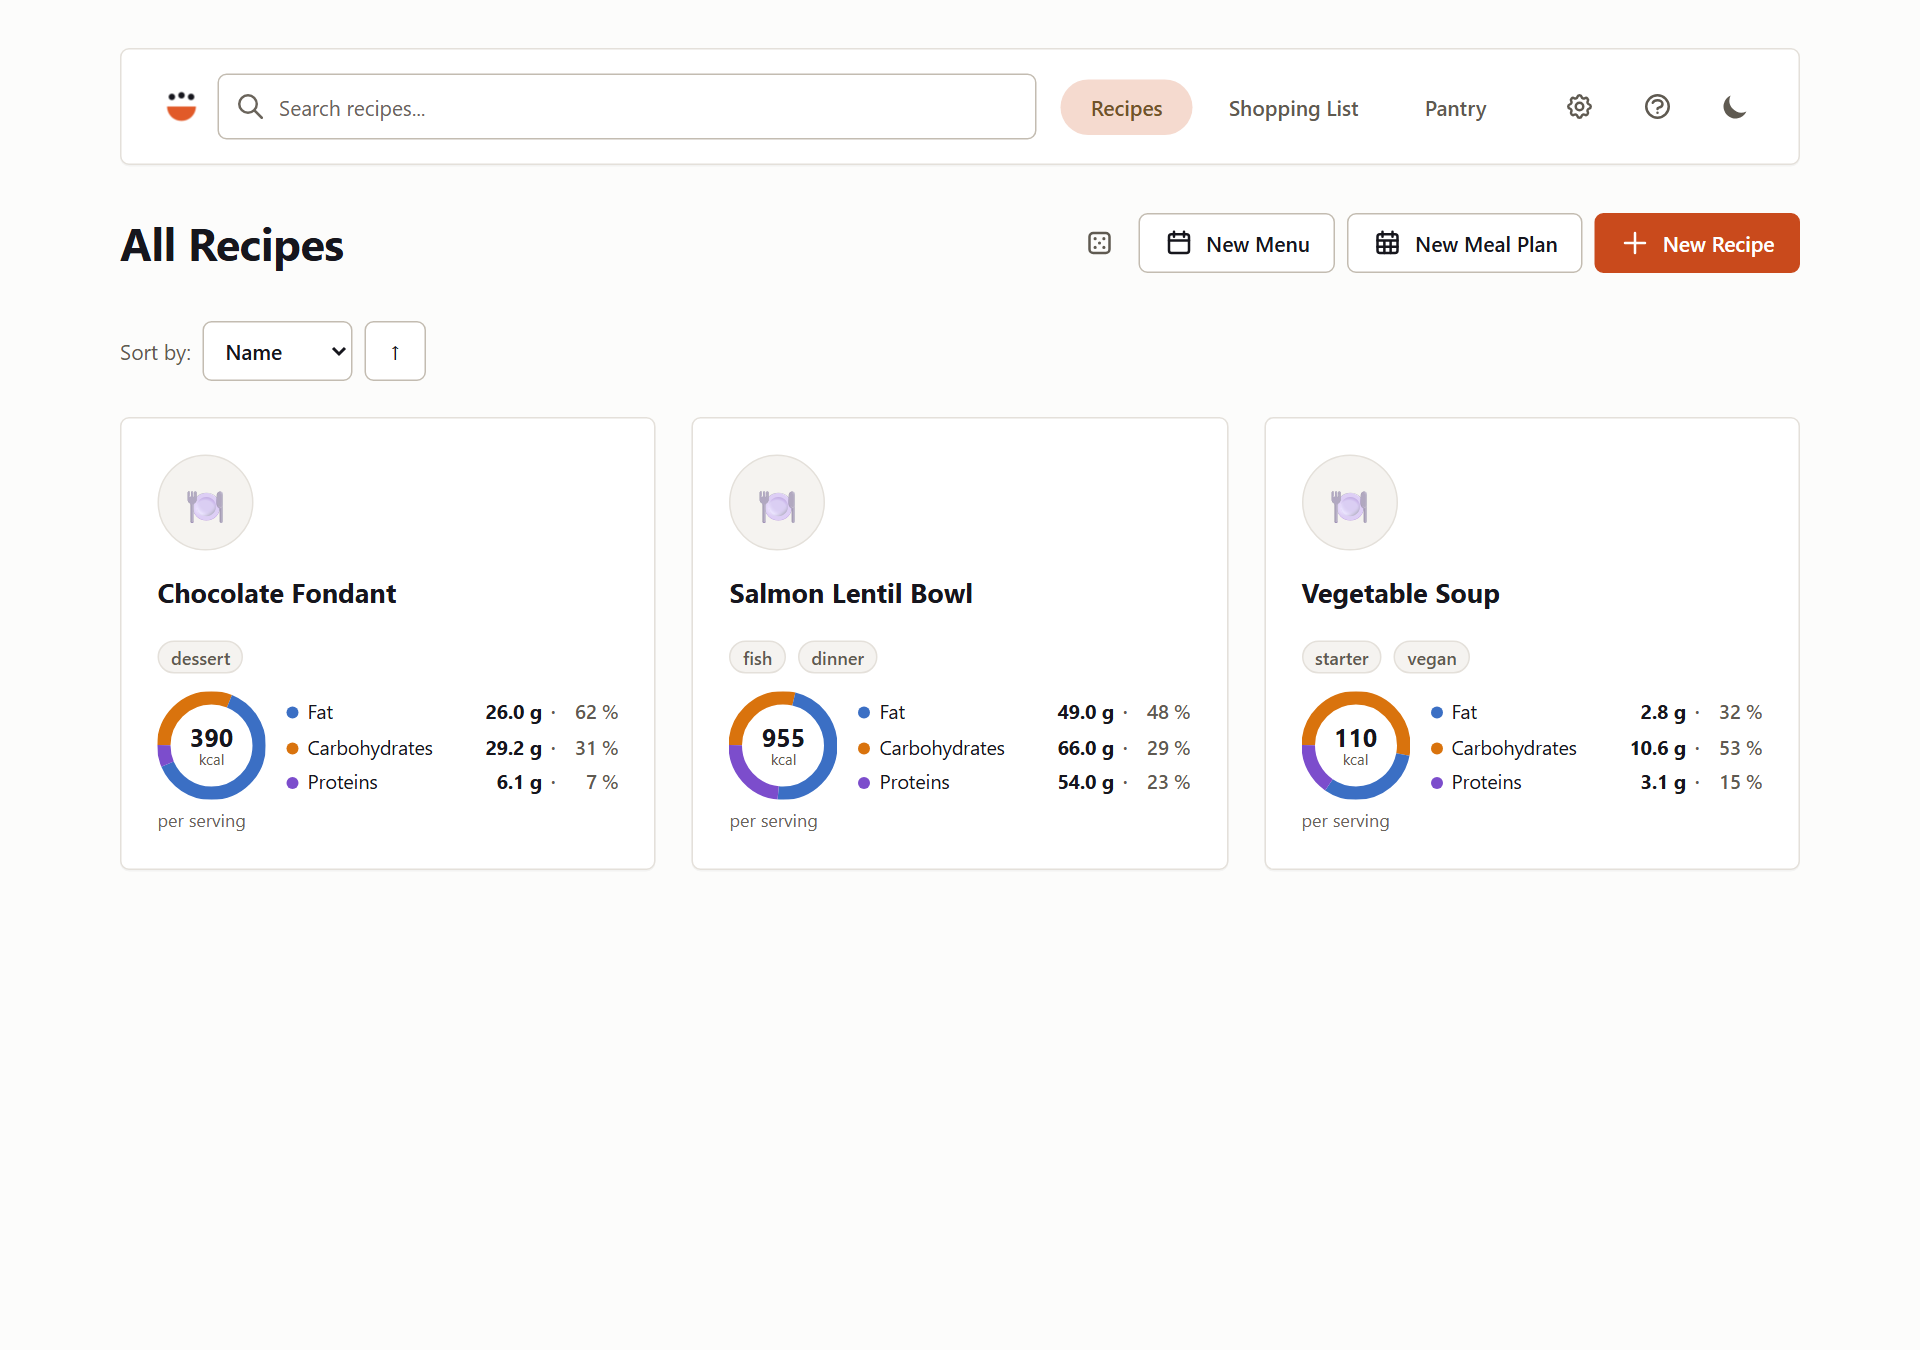 Search recipes...
Recipes
Shopping List
Pantry
All Recipes
New Menu
New Meal Plan
New Recipe
Sort by:
Name
↑
Chocolate Fondant
dessert
390
kcal
Fat 26.0 g · 62 %
Carbohydrates 29.2 g · 31 %
Proteins 6.1 g · 7 %
per serving
Salmon Lentil Bowl
fish
dinner
955
kcal
Fat 49.0 g · 48 %
Carbohydrates 66.0 g · 29 %
Proteins 54.0 g · 23 %
per serving
Vegetable Soup
starter
vegan
110
kcal
Fat 2.8 g · 32 %
Carbohydrates 10.6 g · 53 %
Proteins 3.1 g · 15 %
per serving